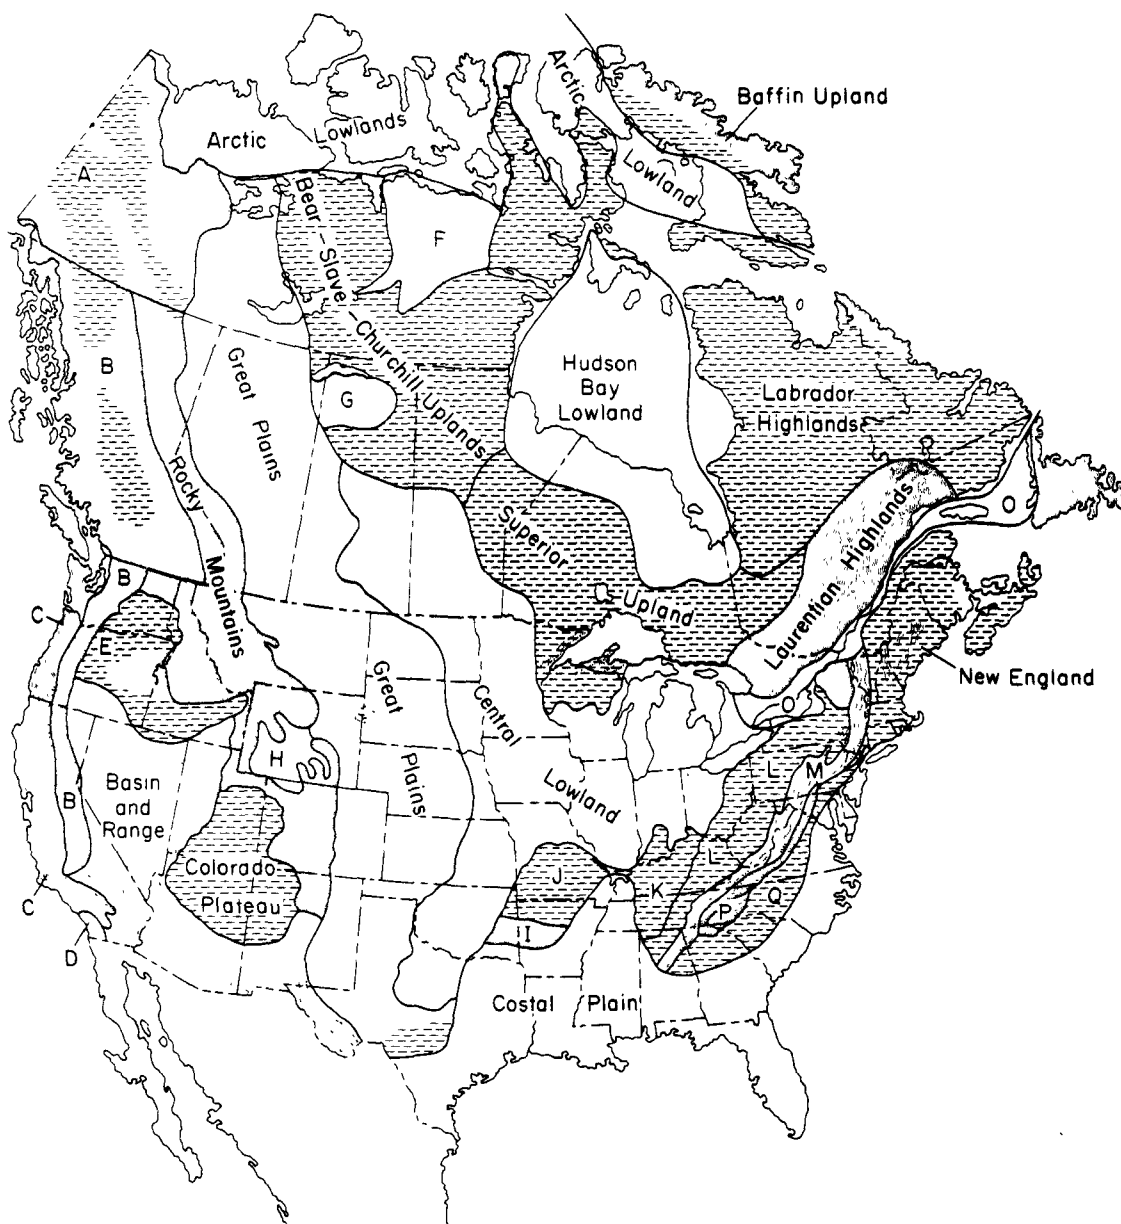 Arctic
Baffin Upland
Arctic
Lowlands
Lowland
A
Bear-Slave-Churchill Uplands
F
B
Great Plains
G
Hudson
Bay
Lowland
Labrador
Highlands
R
Rocky
Mountains
Superior
Upland
Laurentian Highlands
O
B
C
E
New England
Great
Plains
Central
Lowland
O
H
L
M
B
Basin
and
Range
Colorado
Plateau
J
L
K
P
Q
C
I
D
Costal Plain